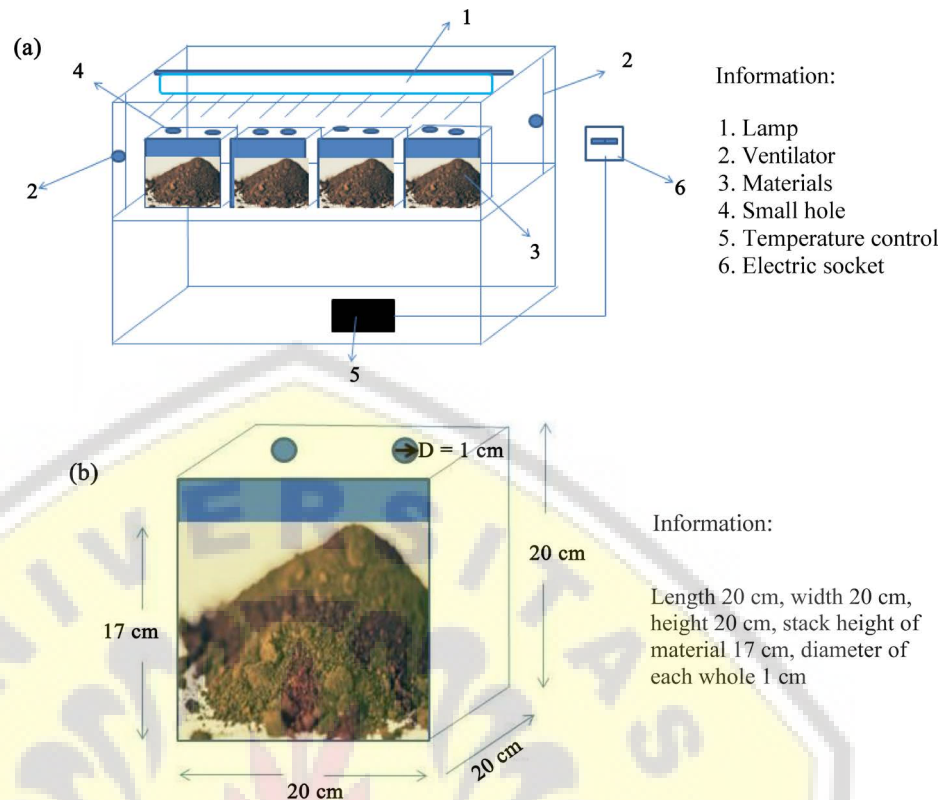 (a)
1
2
4
2
3
5
6
Information:
1. Lamp
2. Ventilator
3. Materials
4. Small hole
5. Temperature control
6. Electric socket
(b)
D = 1 cm
17 cm
20 cm
20 cm
20 cm
Information:
Length 20 cm, width 20 cm,
height 20 cm, stack height of
material 17 cm, diameter of
each whole 1 cm
UNIVERSITAS